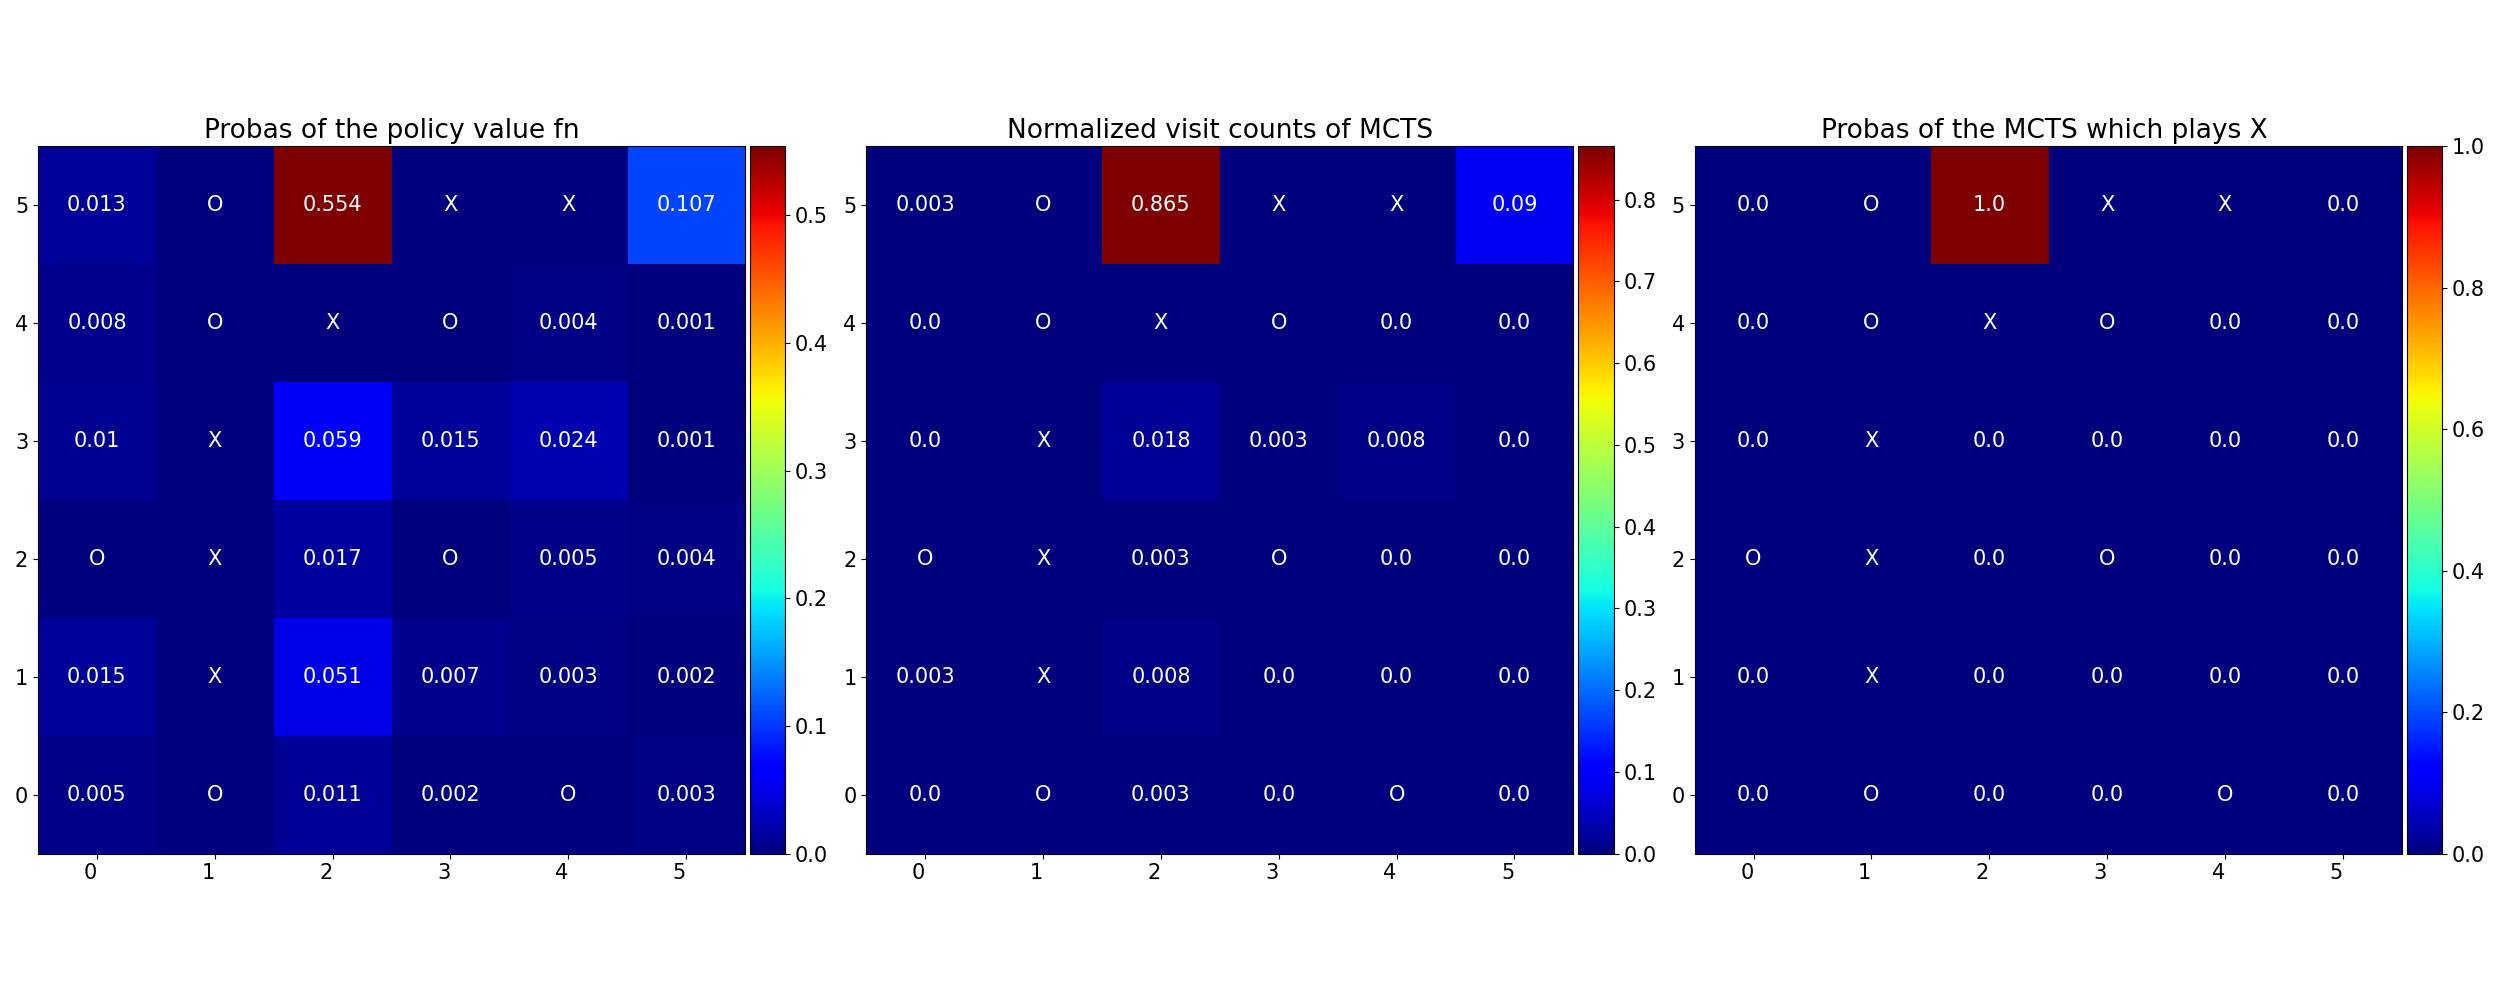 Probas of the policy value fn
5 0.013 O 0.554 X X 0.107
4 0.008 O X O 0.004 0.001
3 0.01 X 0.059 0.015 0.024 0.001
2 O X 0.017 O 0.005 0.004
1 0.015 X 0.051 0.007 0.003 0.002
0 0.005 O 0.011 0.002 O 0.003
0 1 2 3 4 5
0.5
0.4
0.3
0.2
0.1
0.0
Normalized visit counts of MCTS
5 0.003 O 0.865 X X 0.09
4 0.0 O X O 0.0 0.0
3 0.0 X 0.018 0.003 0.008 0.0
2 O X 0.003 O 0.0 0.0
1 0.003 X 0.008 0.0 0.0 0.0
0 0.0 O 0.003 0.0 O 0.0
0 1 2 3 4 5
0.8
0.7
0.6
0.5
0.4
0.3
0.2
0.1
0.0
Probas of the MCTS which plays X
5 0.0 O 1.0 X X 0.0
4 0.0 O X O 0.0 0.0
3 0.0 X 0.0 0.0 0.0 0.0
2 O X 0.0 O 0.0 0.0
1 0.0 X 0.0 0.0 0.0 0.0
0 0.0 O 0.0 0.0 O 0.0
0 1 2 3 4 5
1.0
0.8
0.6
0.4
0.2
0.0